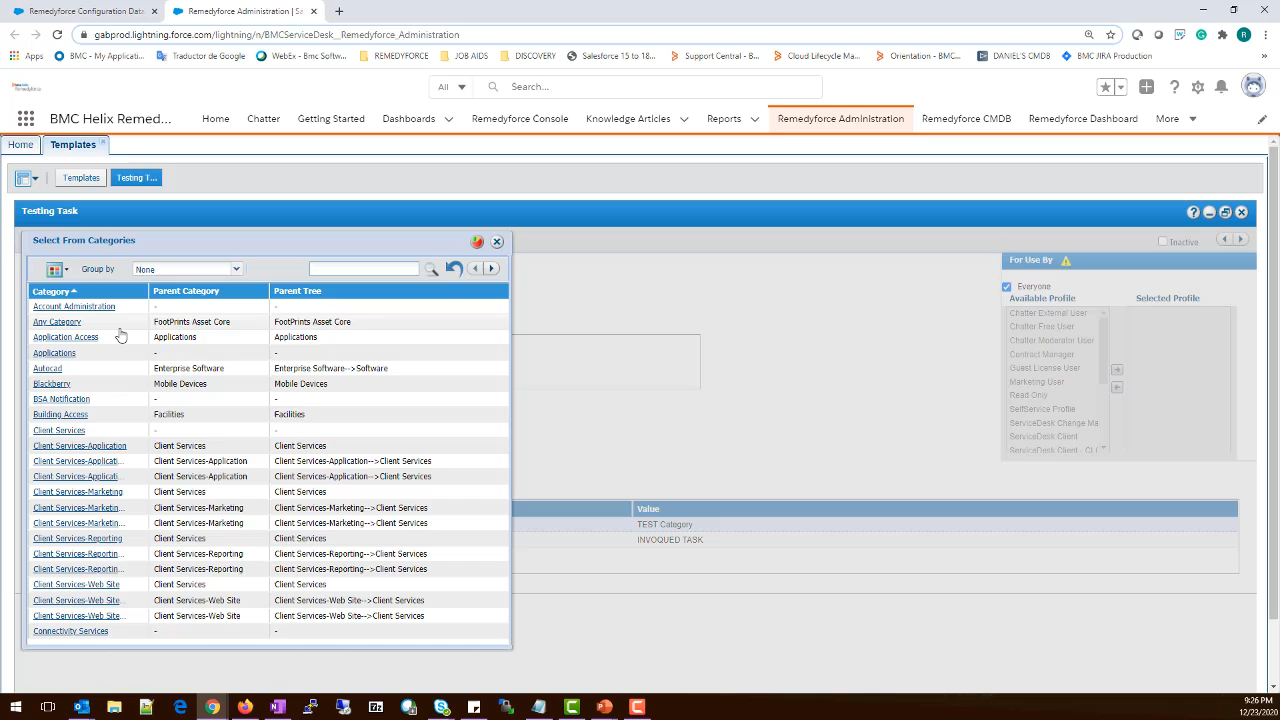 Remedyforce Configuration Data
Remedyforce Administration | Sa
gabprod.lightning.force.com/lightning/n/BMCServiceDesk__Remedyforce_Administration
Apps
BMC - My Applicati...
Traductor de Google
WebEx - Bmc Softw...
REMEDYFORCE
JOB AIDS
DISCOVERY
Salesforce 15 to 18...
Support Central - B...
Cloud Lifecycle Ma...
Orientation - BMC...
DANIEL'S CMDB
BMC JIRA Production
All
Search...
BMC Helix Remed...
Home
Chatter
Getting Started
Dashboards
Remedyforce Console
Knowledge Articles
Reports
Remedyforce Administration
Remedyforce CMDB
Remedyforce Dashboard
More
Home
Templates
Templates
Testing T...
Testing Task
Select From Categories
Inactive
Group by
None
For Use By
Everyone
Available Profile
Selected Profile
Chatter External User
Chatter Free User
Chatter Moderator User
Contract Manager
Guest License User
Marketing User
Read Only
SelfService Profile
ServiceDesk Change Ma
ServiceDesk Client
ServiceDesk Client - CLI
Category Parent Category Parent Tree
Account Administration - -
Any Category FootPrints Asset Core FootPrints Asset Core
Application Access Applications Applications
Applications - -
Autocad Enterprise Software Enterprise Software-->Software
Blackberry Mobile Devices Mobile Devices
BSA Notification - -
Building Access Facilities Facilities
Client Services - -
Client Services-Application Client Services Client Services
Client Services-Applicati... Client Services-Application Client Services-Application-->Client Services
Client Services-Applicati... Client Services-Application Client Services-Application-->Client Services
Client Services-Marketing Client Services Client Services
Client Services-Marketin... Client Services-Marketing Client Services-Marketing-->Client Services
Client Services-Marketin... Client Services-Marketing Client Services-Marketing-->Client Services
Client Services-Reporting Client Services Client Services
Client Services-Reportin... Client Services-Reporting Client Services-Reporting-->Client Services
Client Services-Reportin... Client Services-Reporting Client Services-Reporting-->Client Services
Client Services-Web Site Client Services Client Services
Client Services-Web Site... Client Services-Web Site Client Services-Web Site-->Client Services
Client Services-Web Site... Client Services-Web Site Client Services-Web Site-->Client Services
Connectivity Services - -
Value
TEST Category
INVOQUED TASK
9:26 PM
12/23/2020